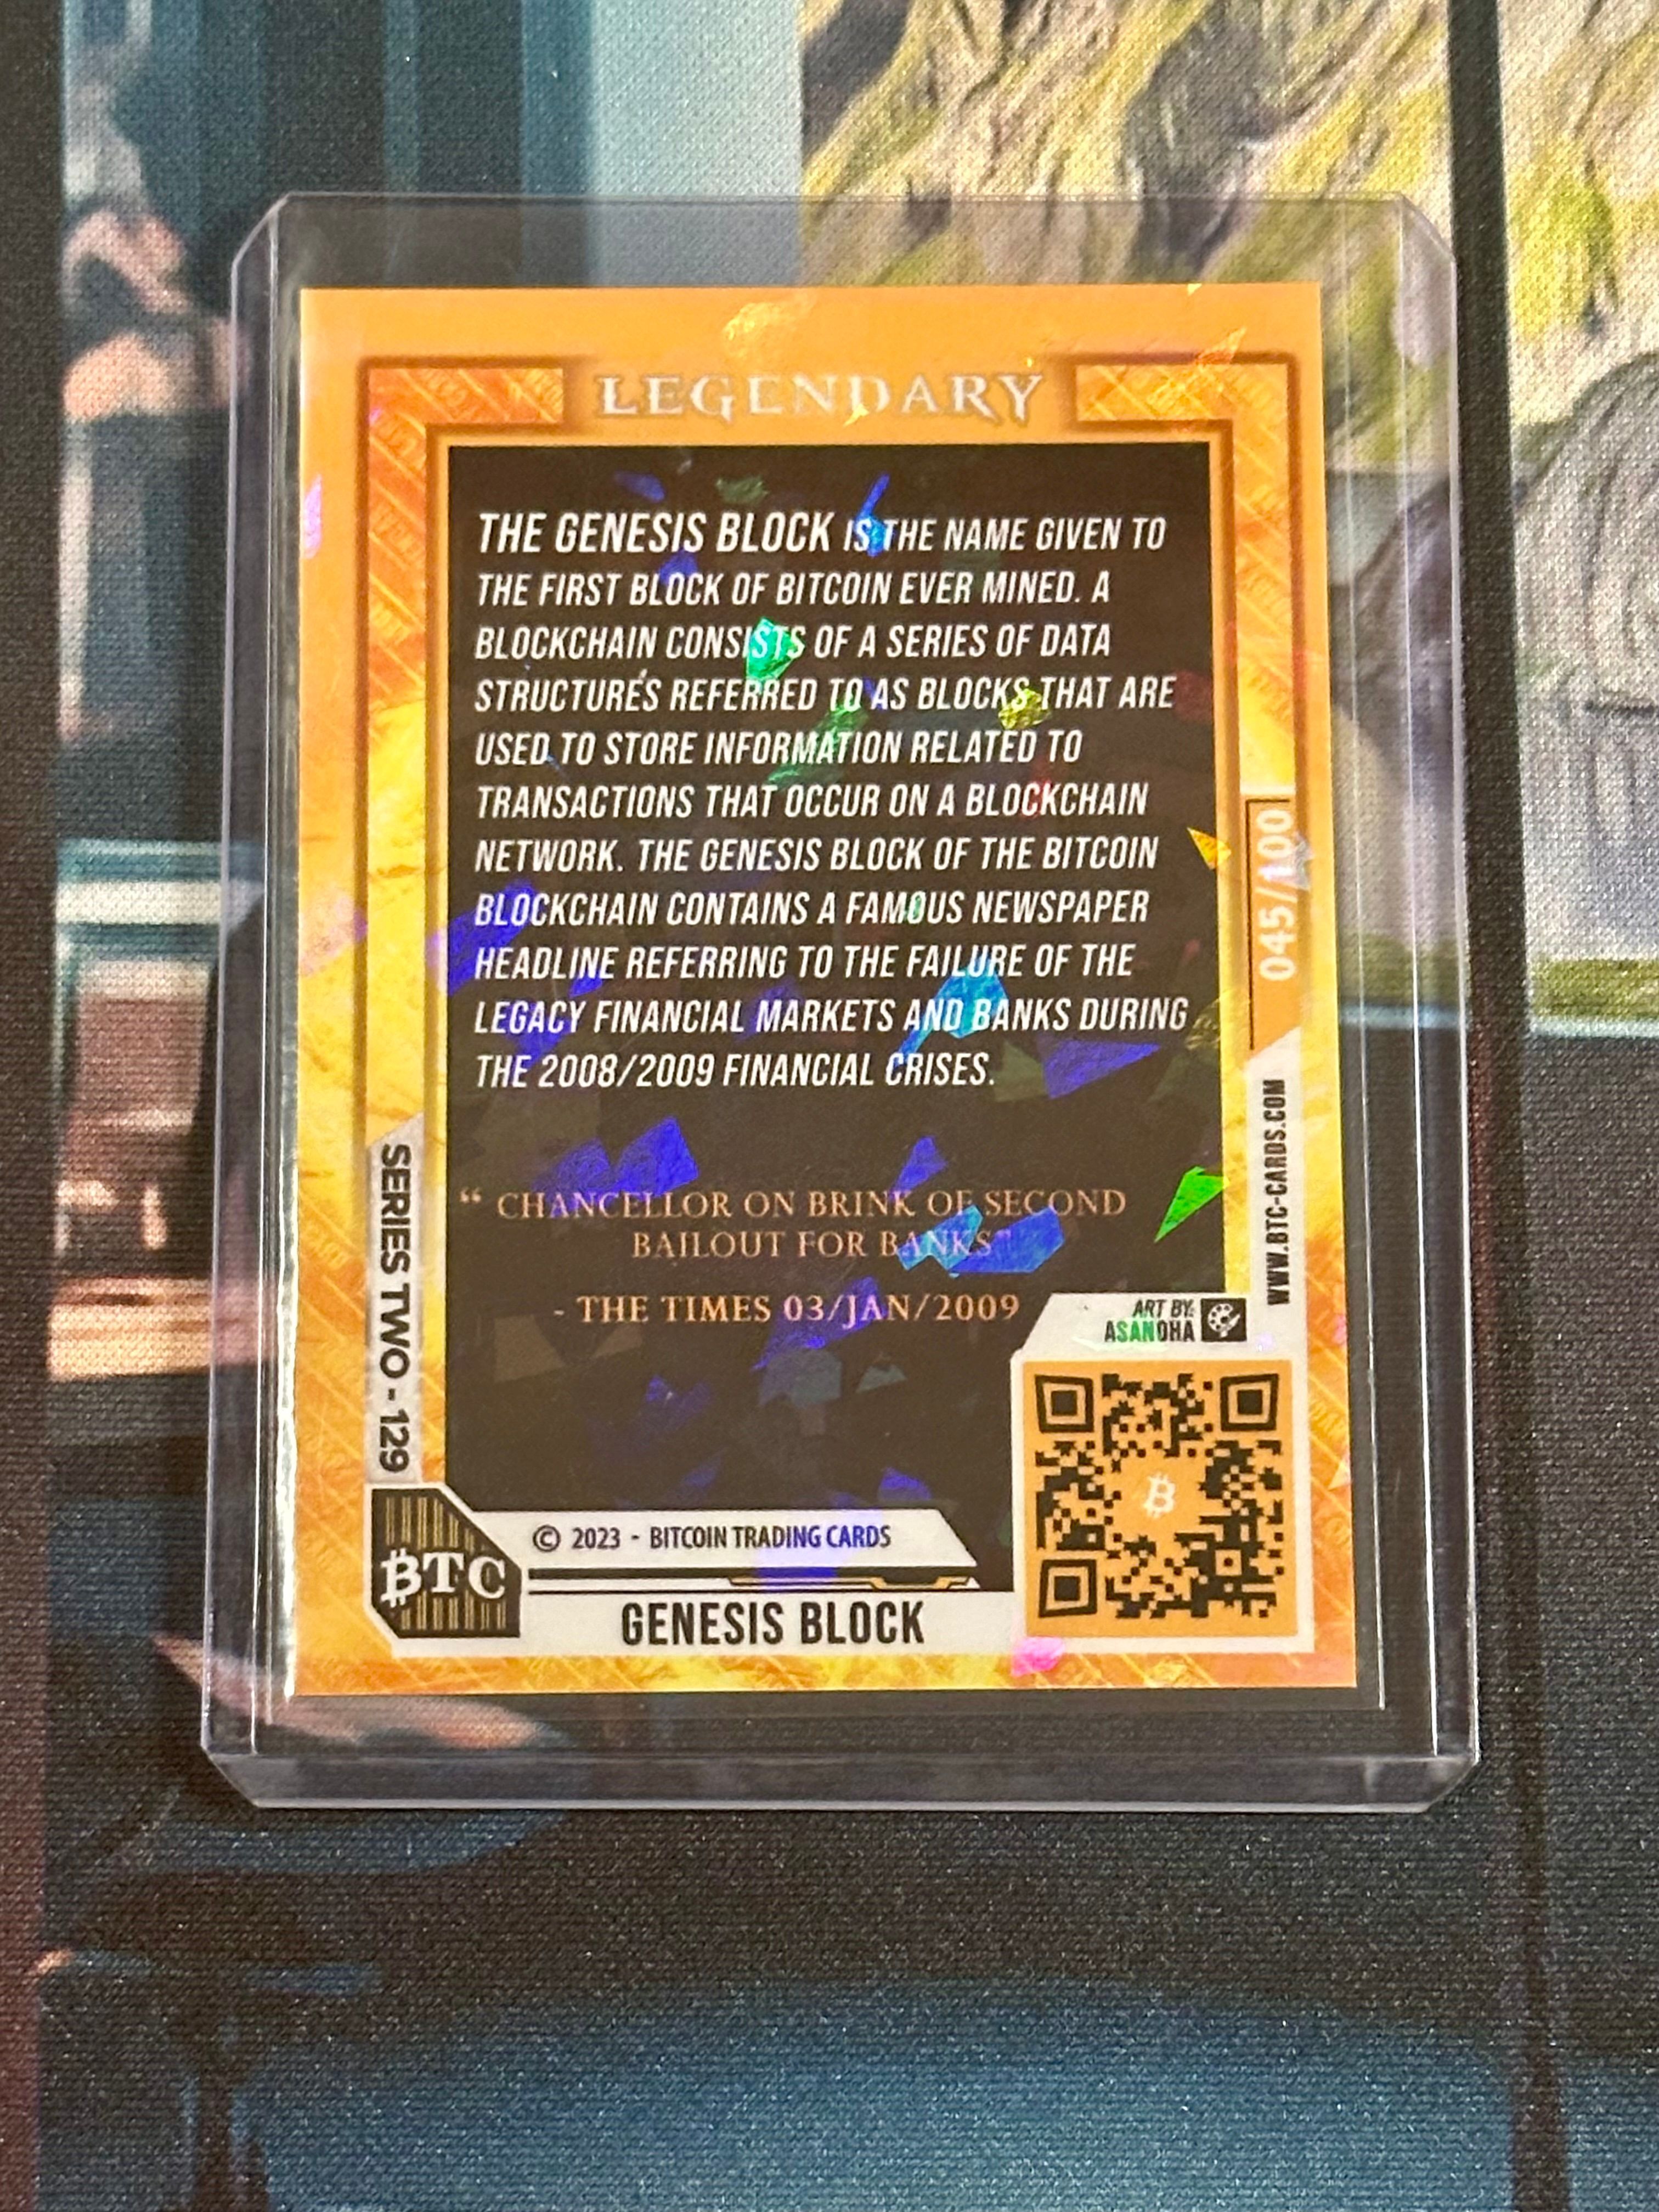 LEGENDARY
THE GENESIS BLOCK IS THE NAME GIVEN TO
THE FIRST BLOCK OF BITCOIN EVER MINED. A
BLOCKCHAIN CONSISTS OF A SERIES OF DATA
STRUCTURES REFERRED TO AS BLOCKS THAT ARE
USED TO STORE INFORMATION RELATED TO
TRANSACTIONS THAT OCCUR ON A BLOCKCHAIN
NETWORK. THE GENESIS BLOCK OF THE BITCOIN
BLOCKCHAIN CONTAINS A FAMOUS NEWSPAPER
HEADLINE REFERRING TO THE FAILURE OF THE
LEGACY FINANCIAL MARKETS AND BANKS DURING
THE 2008/2009 FINANCIAL CRISES.
“ CHANCELLOR ON BRINK OF SECOND
BAILOUT FOR BANKS”
- THE TIMES 03/JAN/2009
045/100
WWW.BTC-CARDS.COM
SERIES TWO - 129
ART BY:
ASANOHA
© 2023 - BITCOIN TRADING CARDS
₿TC
GENESIS BLOCK